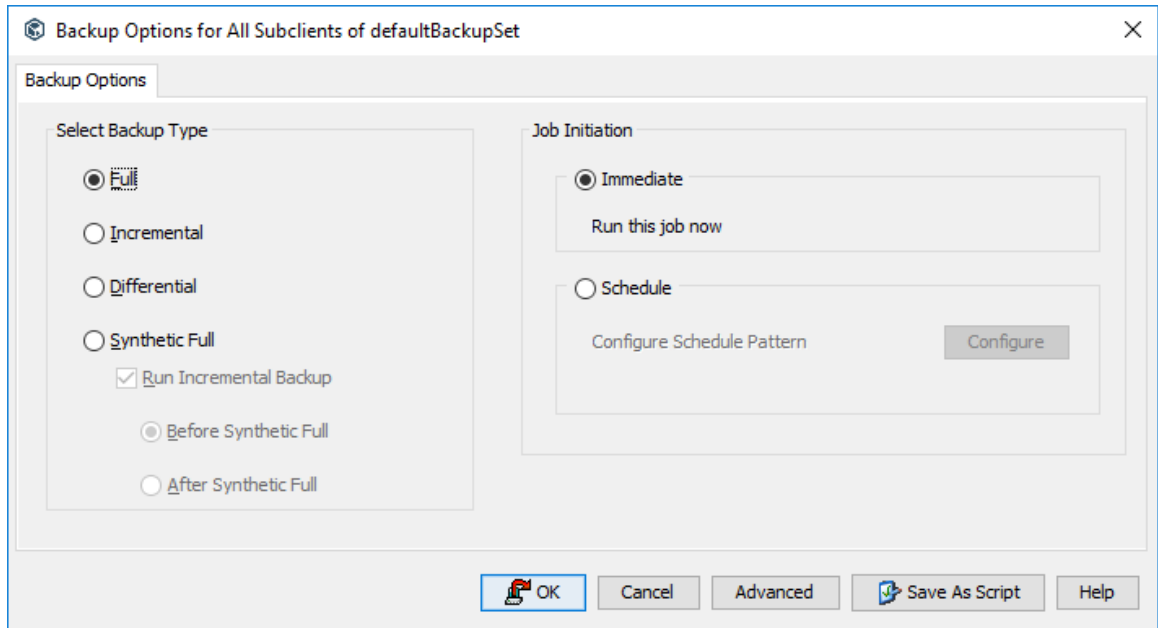 Backup Options for All Subclients of defaultBackupSet
Backup Options
Select Backup Type
Full
Incremental
Differential
Synthetic Full
Run Incremental Backup
Before Synthetic Full
After Synthetic Full
Job Initiation
Immediate
Run this job now
Schedule
Configure Schedule Pattern
Configure
OK
Cancel
Advanced
Save As Script
Help